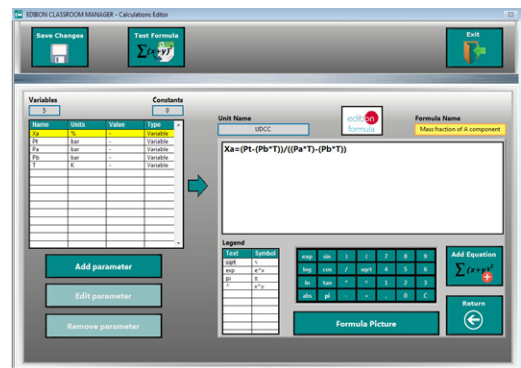 EDIBON CLASSROOM MANAGER - Calculations Editor
Save Changes
Test Formula
Exit
Variables
Constants
5
0
Name Units Value Type
Xa % - Variable
Pt bar - Variable
Pa bar - Variable
Pb bar - Variable
T K - Variable
Add parameter
Edit parameter
Remove parameter
Unit Name
UDCC
edibon
formula
Formula Name
Mass fraction of A component
Xa=(Pt-(Pb*T))/((Pa*T)-(Pb*T))
Legend
Text Symbol
sqrt √
exp e^x
pi π
^ x^y
exp sin ) ( 7 8 9
log cos / sqrt 4 5 6
ln tan * ^ 1 2 3
abs pi - + . 0 C
Formula Picture
Add Equation
Σ(x+y)²
Return